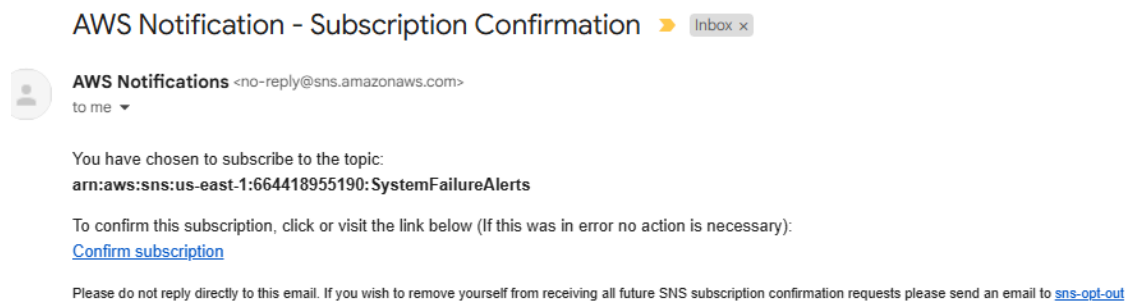 AWS Notification - Subscription Confirmation Inbox ×
AWS Notifications <no-reply@sns.amazonaws.com>
to me
You have chosen to subscribe to the topic:
arn:aws:sns:us-east-1:664418955190:SystemFailureAlerts
To confirm this subscription, click or visit the link below (If this was in error no action is necessary):
Confirm subscription
Please do not reply directly to this email. If you wish to remove yourself from receiving all future SNS subscription confirmation requests please send an email to sns-opt-out